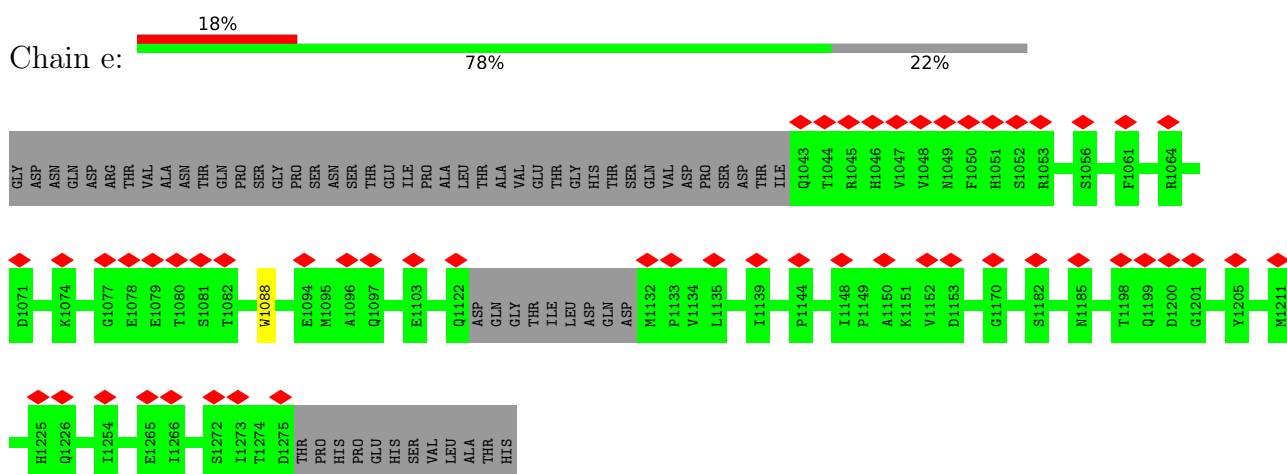 18%
Chain e:
78%
22%
GLY ASP ASN GLN ASP ARG THR VAL ALA ASN THR GLN PRO SER GLY PRO SER ASN SER THR GLU ILE PRO ALA LEU THR ALA VAL GLU THR GLY HIS THR SER GLN VAL ASP PRO SER ASP THR ILE Q1043 T1044 R1045 H1046 V1047 V1048 N1049 F1050 H1051 S1052 R1053 S1056 F1061 R1064
D1071 K1074 G1077 E1078 E1079 T1080 S1081 T1082 W1088 E1094 M1095 A1096 Q1097 E1103 Q1122 ASP GLN GLY THR ILE LEU ASP GLN ASP M1132 P1133 V1134 L1135 I1139 P1144 I1148 P1149 A1150 K1151 V1152 D1153 G1170 S1182 N1185 T1198 Q1199 D1200 G1201 Y1205 M1211
H1225 Q1226 I1254 E1265 I1266 S1272 I1273 T1274 D1275 THR PRO HIS PRO GLU HIS SER VAL LEU ALA THR HIS